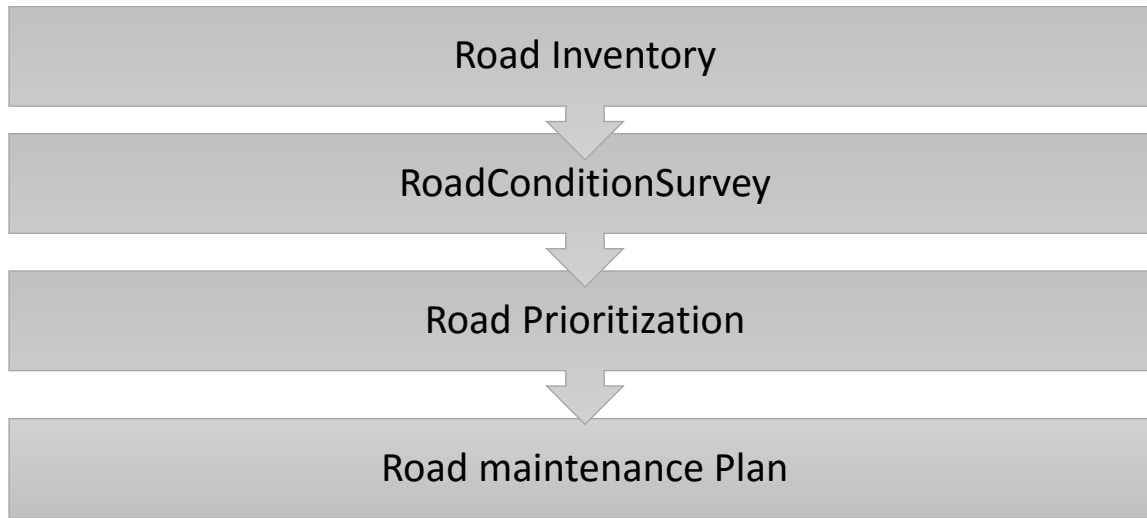 Road Inventory
RoadConditionSurvey
Road Prioritization
Road maintenance Plan